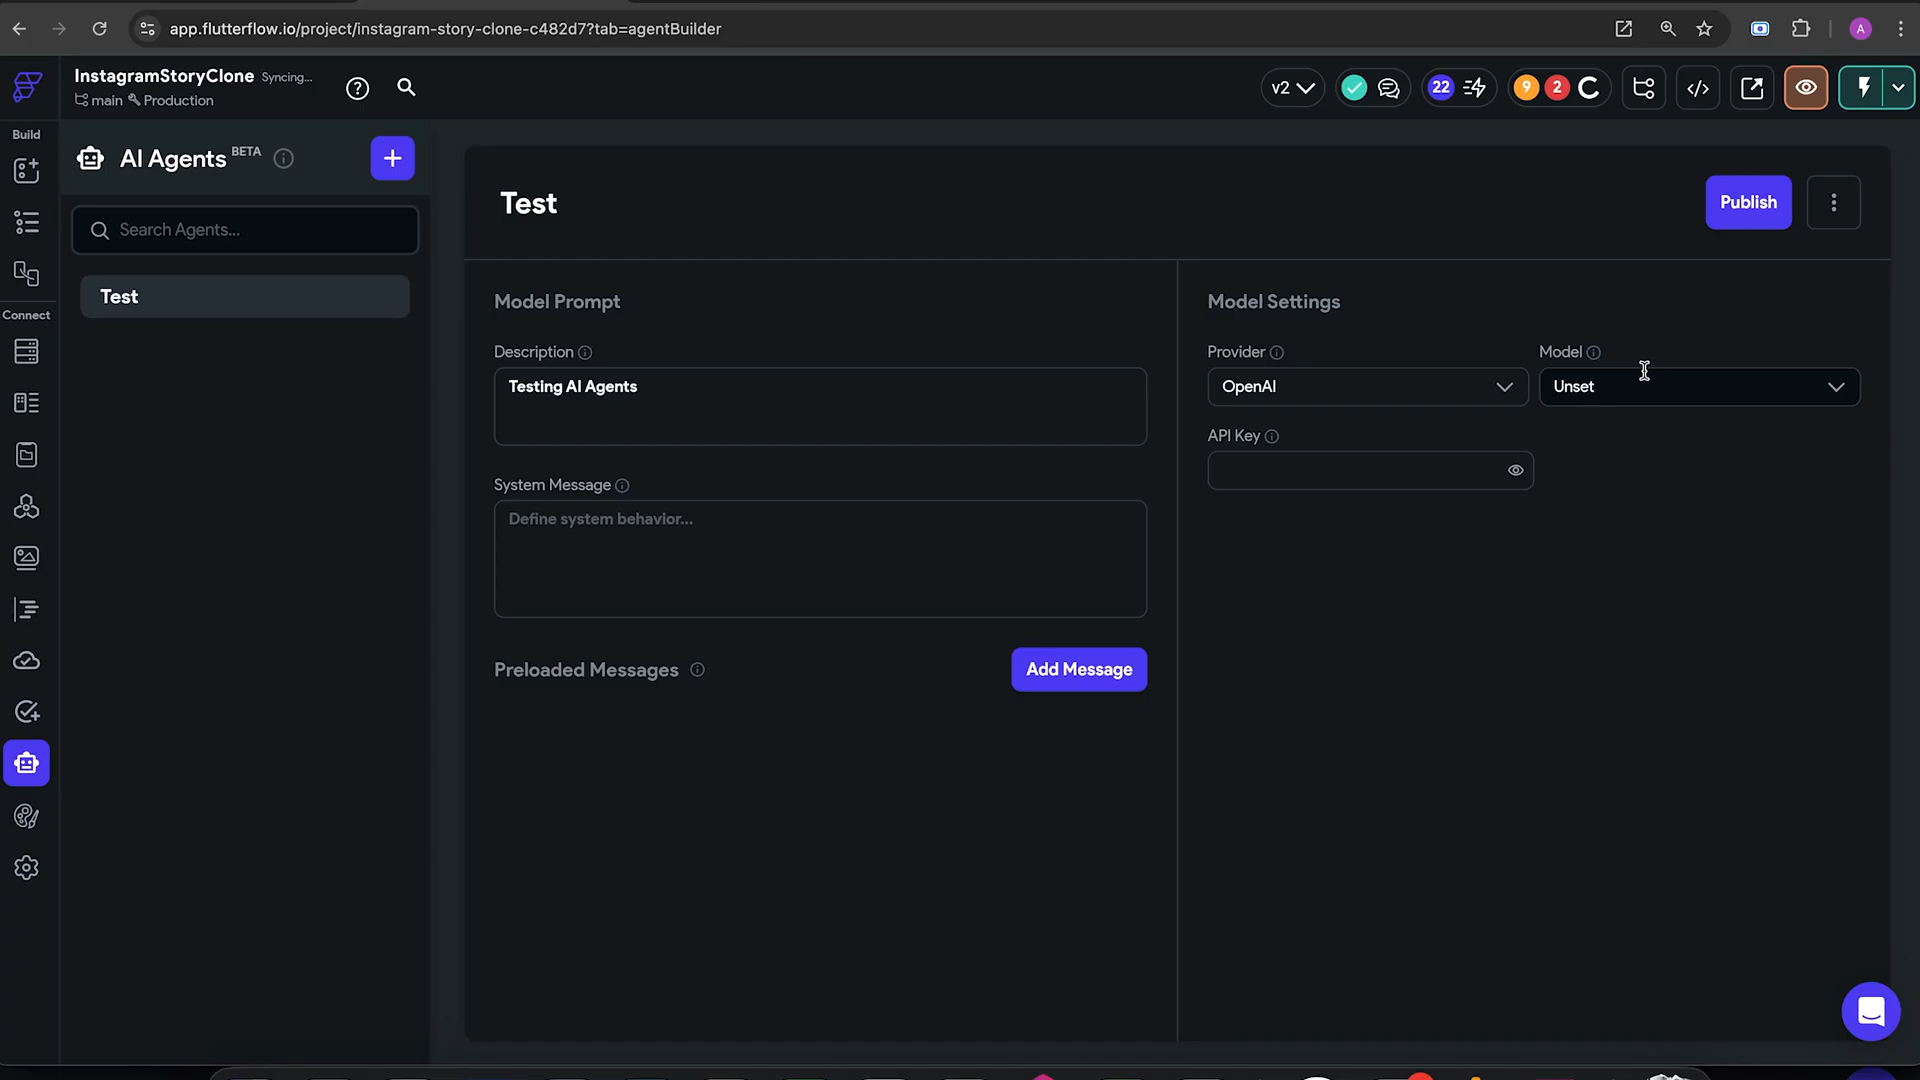 app.flutterflow.io/project/instagram-story-clone-c482d7?tab=agentBuilder
A
InstagramStoryClone Syncing...
main Production
v2
22
9
2
Build
AI Agents BETA
Search Agents...
Test
Connect
Test
Publish
Model Prompt
Description
Testing AI Agents
System Message
Define system behavior...
Preloaded Messages
Add Message
Model Settings
Provider
OpenAI
Model
Unset
API Key